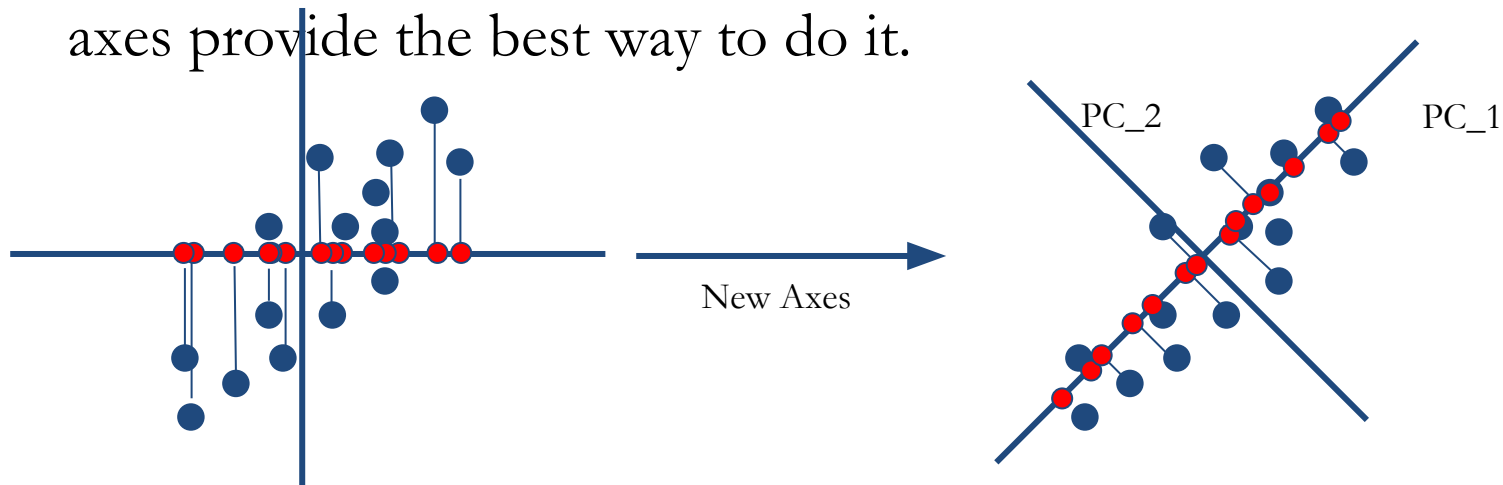 axes provide the best way to do it.
PC_2
PC_1
New Axes